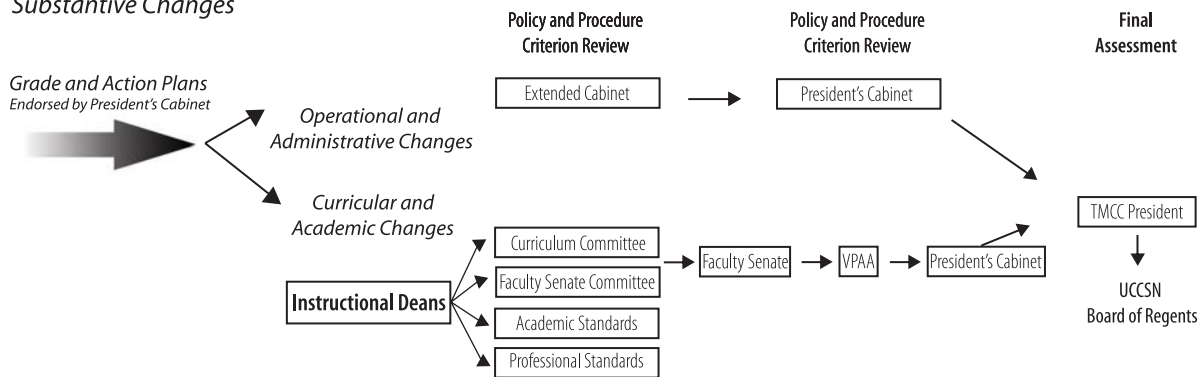 Substantive Changes
Policy and Procedure
Criterion Review
Policy and Procedure
Criterion Review
Final
Assessment
Grade and Action Plans
Endorsed by President's Cabinet
Extended Cabinet
President's Cabinet
Operational and
Administrative Changes
Curricular and
Academic Changes
Instructional Deans
Curriculum Committee
Faculty Senate Committee
Academic Standards
Professional Standards
Faculty Senate
VPAA
President's Cabinet
TMCC President
UCCSN
Board of Regents